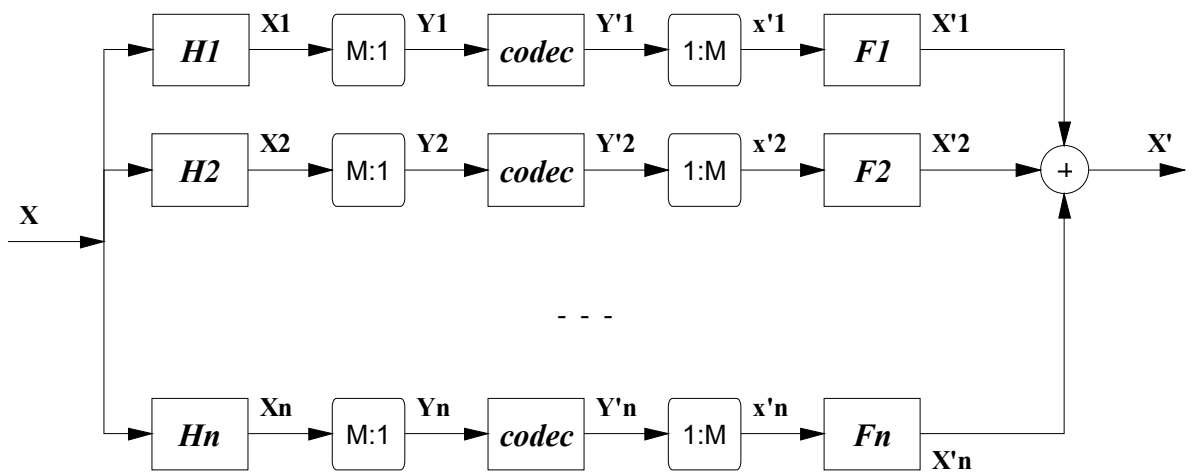 X1 Y1 Y'1 x'1 X'1
H1 M:1 codec 1:M F1
X2 Y2 Y'2 x'2 X'2 X'
H2 M:1 codec 1:M F2 +
X
- - -
Xn Yn Y'n x'n
Hn M:1 codec 1:M Fn
X'n